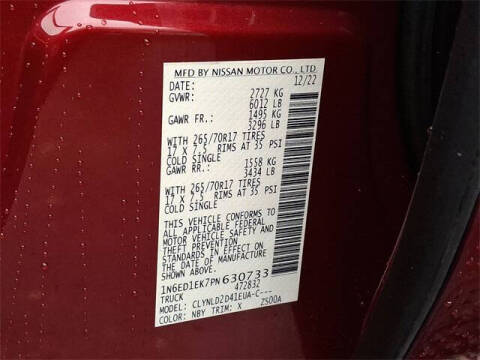 MFD BY NISSAN MOTOR CO., LTD
DATE: 12/22
GVWR: 2727 KG
6012 LB
GAWR FR.: 1495 KG
3296 LB
WITH 265/70R17 TIRES
17 X 7.5 RIMS AT 35 PSI
COLD SINGLE
GAWR RR.: 1558 KG
3434 LB
WITH 265/70R17 TIRES
17 X 7.5 RIMS AT 35 PSI
COLD SINGLE
THIS VEHICLE CONFORMS
TO ALL APPLICABLE FEDERAL
MOTOR VEHICLE SAFETY AND
THEFT PREVENTION
STANDARDS IN EFFECT
ON THE DATE OF MANUFACTURE
SHOWN ABOVE.
1N6ED1EK7PN630733
TRUCK 472832
MODEL: CLYNLD2D41EUA-C---
COLOR: NBY TRIM: X ZS00A